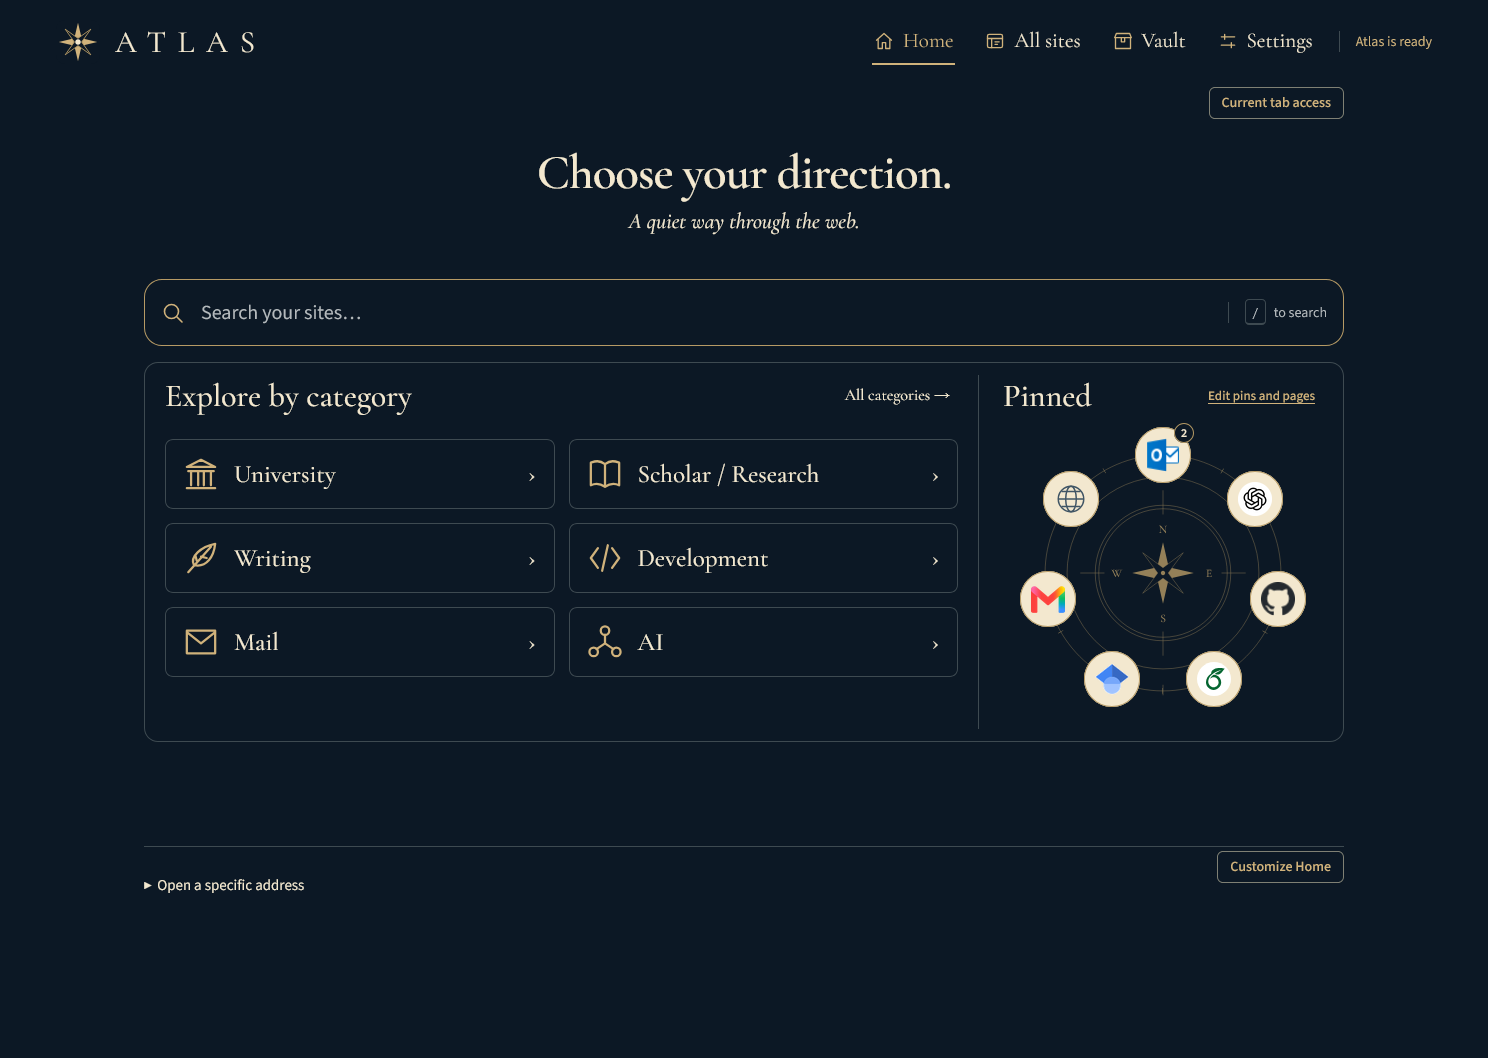 ATLAS
Home
All sites
Vault
Settings
Atlas is ready
Current tab access
Choose your direction.
A quiet way through the web.
Search your sites…
/ to search
Explore by category
All categories →
University ›
Scholar / Research ›
Writing ›
Development ›
Mail ›
AI ›
Pinned
Edit pins and pages
2
O
N
W
E
S
▶ Open a specific address
Customize Home